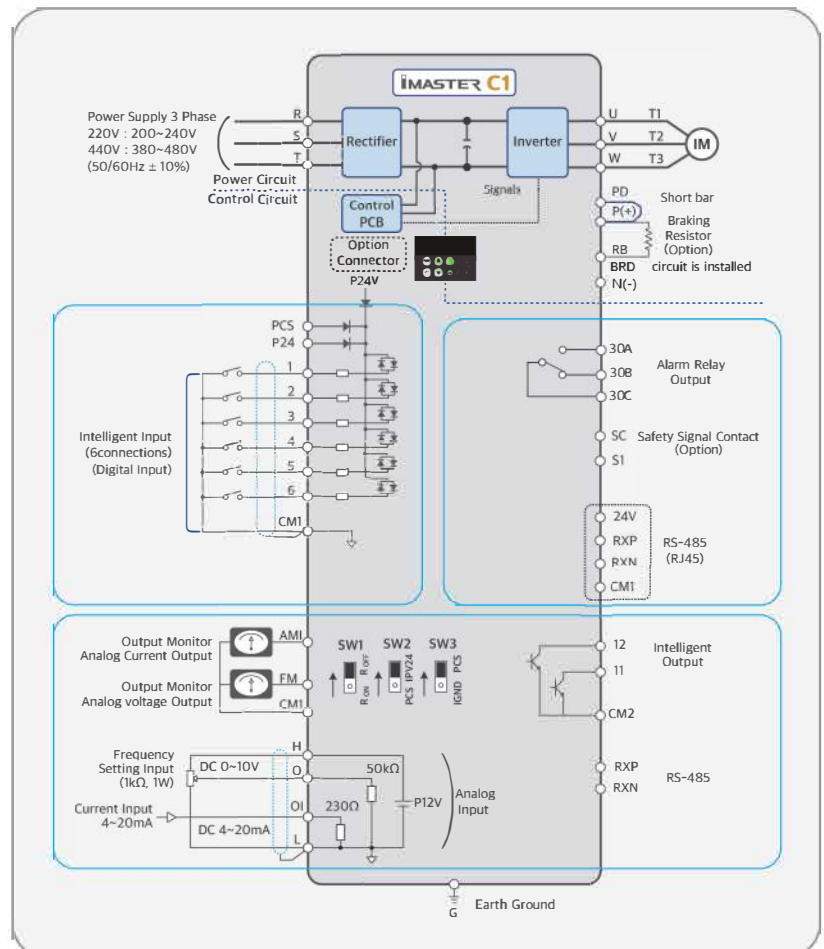 iMASTER C1
Power Supply 3 Phase
220V : 200~240V
440V : 380~480V
(50/60Hz ± 10%)
R
S
T
Rectifier
Inverter
U
V
W
T1
T2
T3
IM
Power Circuit
Control Circuit
Signals
Control
PCB
Option
Connector
P24V
PD
P(+)
RB
N(-)
Short bar
Braking
Resistor
(Option)
BRD circuit is installed
PCS
P24
1
2
3
4
5
6
CM1
Intelligent Input
(6connections)
(Digital Input)
30A
30B
30C
Alarm Relay
Output
SC
S1
Safety Signal Contact
(Option)
24V
RXP
RXN
CM1
RS-485
(RJ45)
Output Monitor
Analog Current Output
AMI
Output Monitor
Analog voltage Output
FM
CM1
SW1
SW2
SW3
R ON
R OFF
PCS
IPV24
IGND
PCS
12
11
CM2
Intelligent
Output
Frequency
Setting Input
(1kΩ, 1W)
DC 0~10V
Current Input
4~20mA
DC 4~20mA
H
O
OI
L
50kΩ
230Ω
P12V
Analog
Input
RXP
RXN
RS-485
G
Earth Ground